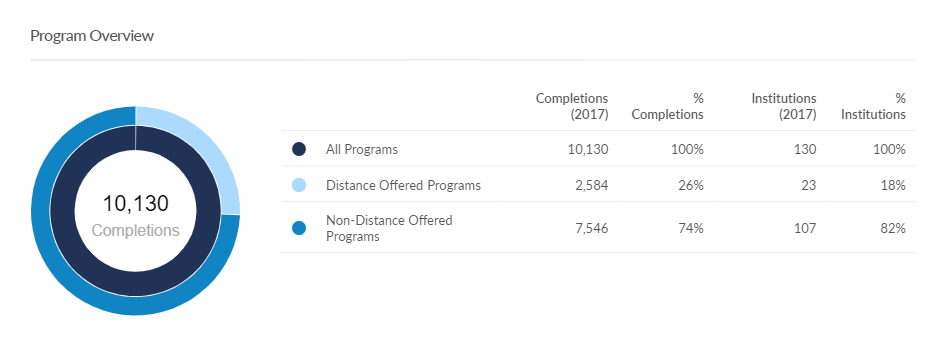 Program Overview
Completions (2017) % Completions Institutions (2017) % Institutions
All Programs 10,130 100% 130 100%
Distance Offered Programs 2,584 26% 23 18%
Non-Distance Offered Programs 7,546 74% 107 82%
10,130
Completions